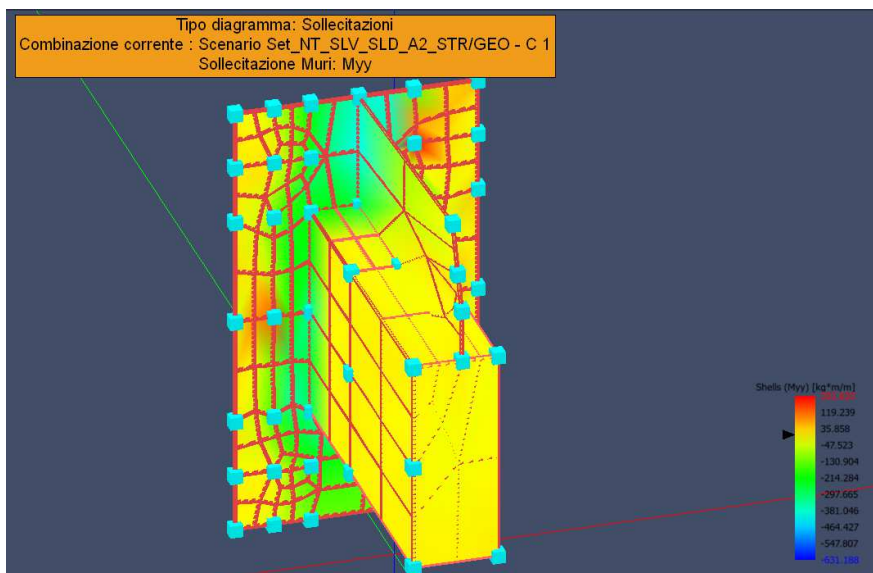 Tipo diagramma: Sollecitazioni
Combinazione corrente : Scenario Set_NT_SLV_SLD_A2_STR/GEO - C 1
Sollecitazione Muri: Myy
Shells (Myy) [kg*m/m]
119.239
35.858
-47.523
-130.904
-214.284
-297.665
-381.046
-464.427
-547.807
-631.188